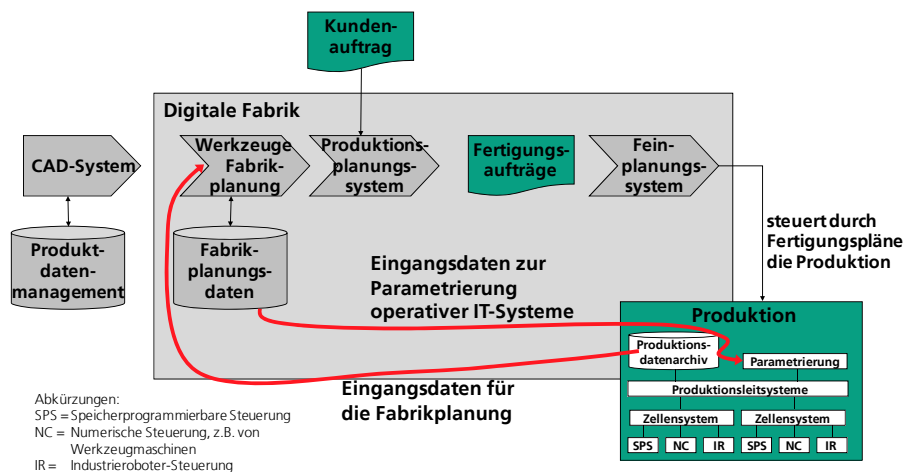 Kunden-
auftrag
Digitale Fabrik
CAD-System
Werkzeuge
Fabrik-
planung
Produktions-
planungs-
system
Fertigungs-
aufträge
Fein-
planungs-
system
Produkt-
daten-
management
Fabrik-
planungs-
daten
steuert durch
Fertigungspläne
die Produktion
Eingangsdaten zur
Parametrierung
operativer IT-Systeme
Produktion
Produktions-
datenarchiv
Parametrierung
Produktionsleitsysteme
Zellensystem
Zellensystem
SPS
NC
IR
SPS
NC
IR
Eingangsdaten für
die Fabrikplanung
Abkürzungen:
SPS = Speicherprogrammierbare Steuerung
NC = Numerische Steuerung, z.B. von
Werkzeugmaschinen
IR = Industrieroboter-Steuerung